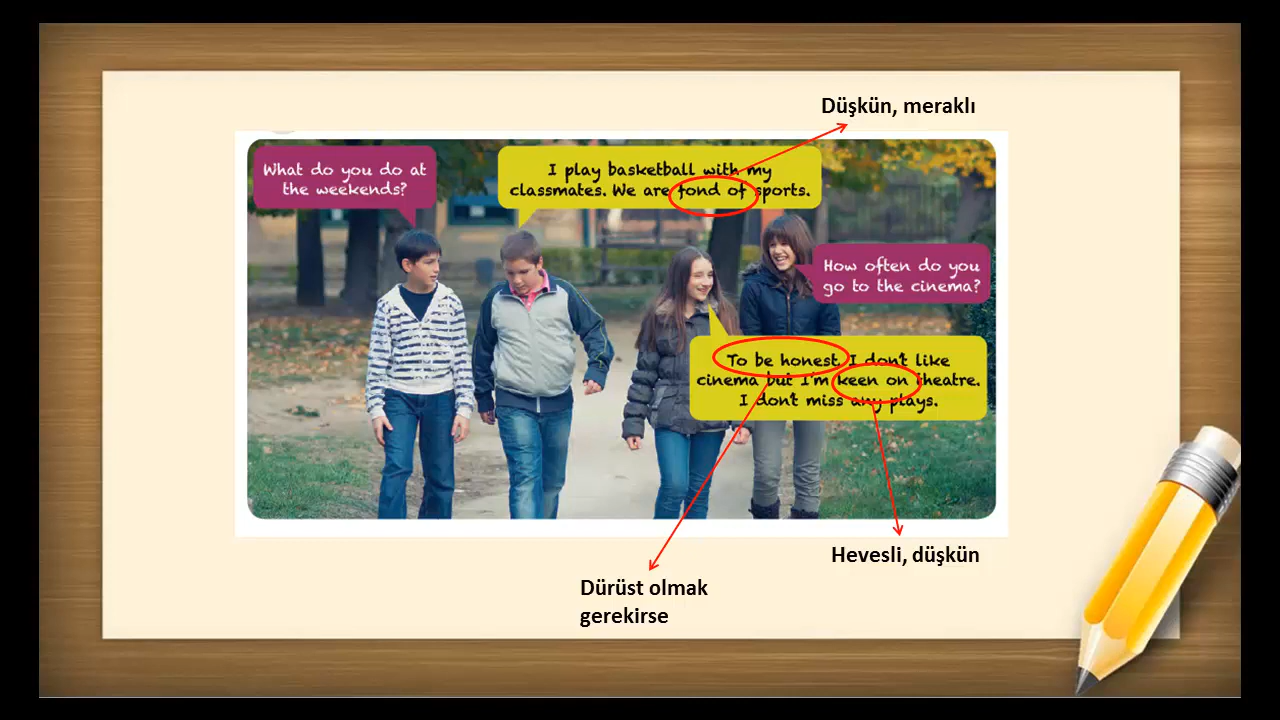 Düşkün, meraklı
What do you do at
the weekends?
I play basketball with my
classmates. We are fond of sports.
How often do you
go to the cinema?
To be honest, I don't like
cinema but I'm keen on theatre.
I don't miss any plays.
Hevesli, düşkün
Dürüst olmak
gerekirse